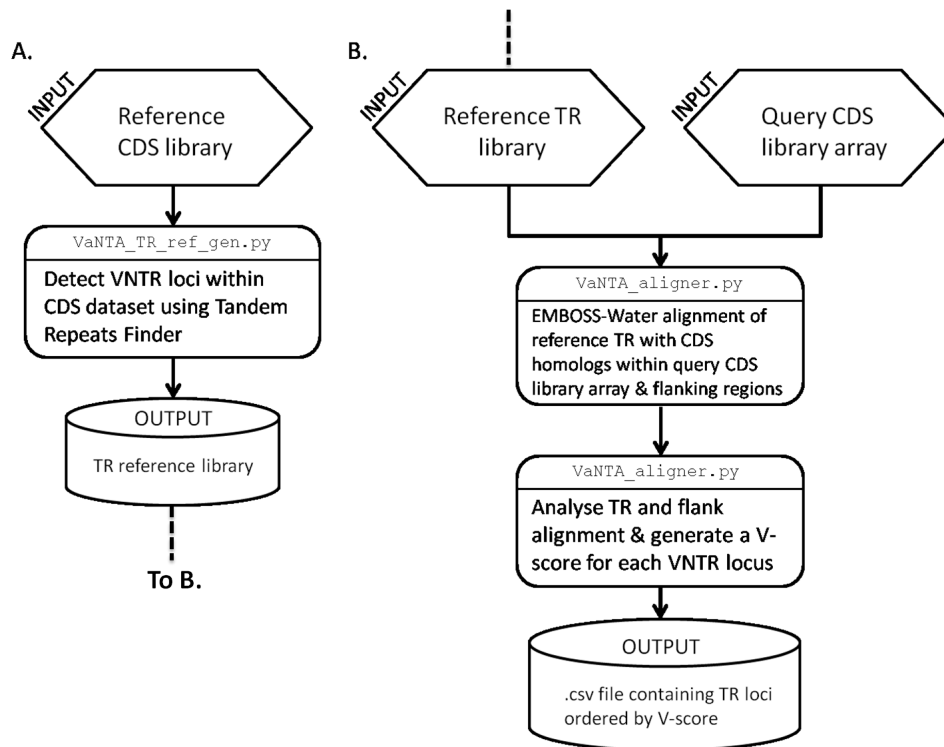 A.
INPUT
Reference
CDS library
VaNTA_TR_ref_gen.py
Detect VNTR loci within
CDS dataset using Tandem
Repeats Finder
OUTPUT
TR reference library
To B.
B.
INPUT
Reference TR
library
INPUT
Query CDS
library array
VaNTA_aligner.py
EMBOSS-Water alignment of
reference TR with CDS
homologs within query CDS
library array & flanking regions
VaNTA_aligner.py
Analyse TR and flank
alignment & generate a V-
score for each VNTR locus
OUTPUT
.csv file containing TR loci
ordered by V-score